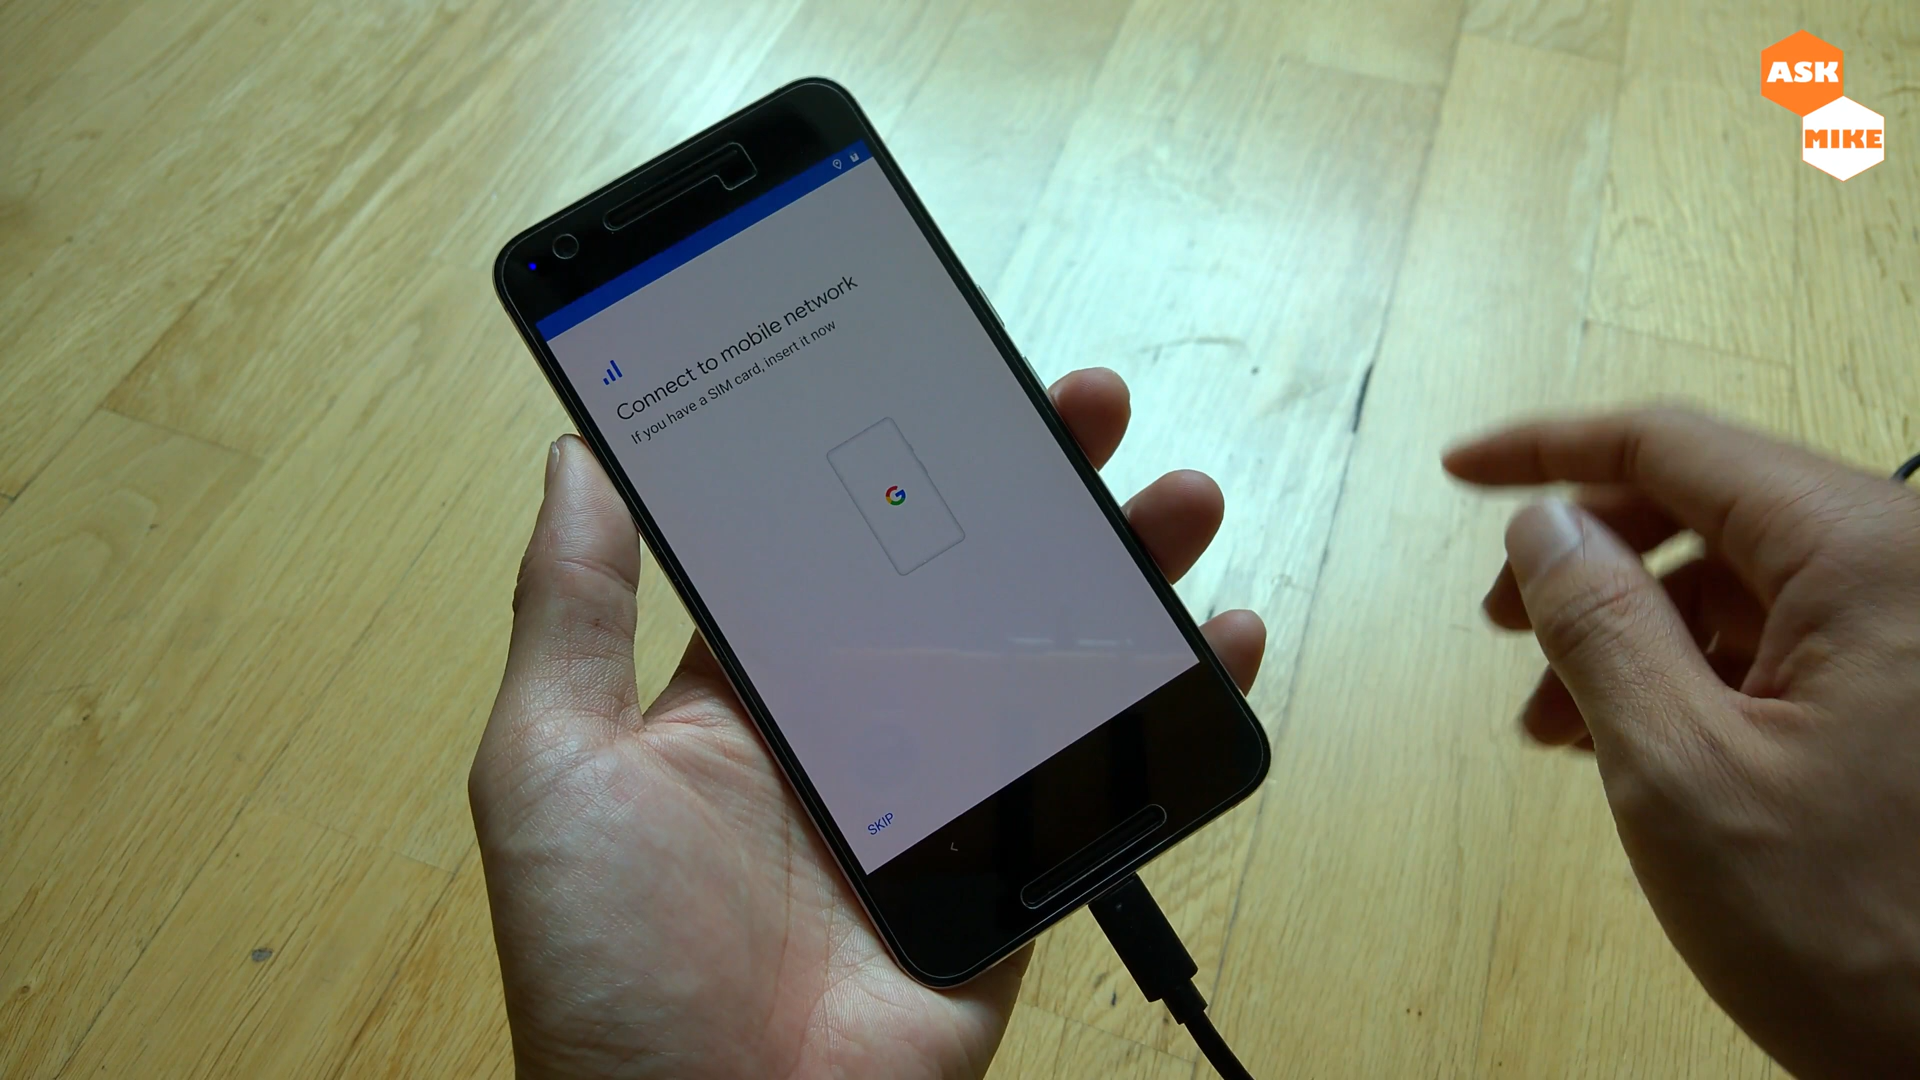 ASK
MIKE
Connect to mobile network
If you have a SIM card, insert it now
G
SKIP